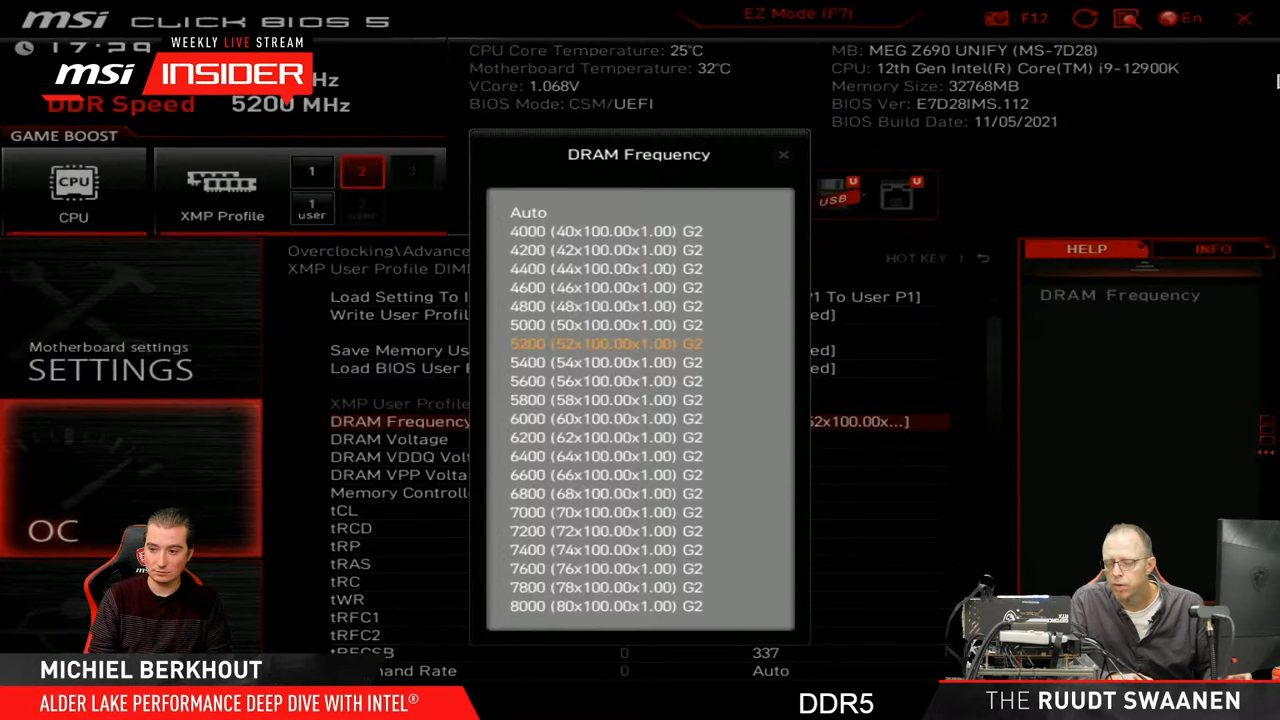 msi CLICK BIOS 5
EZ Mode (F7)
F12
En
17:29
WEEKLY LIVE STREAM
msi INSIDER
Hz
DDR Speed 5200 MHz
CPU Core Temperature: 25°C
Motherboard Temperature: 32°C
VCore: 1.068V
BIOS Mode: CSM/UEFI
MB: MEG Z690 UNIFY (MS-7D28)
CPU: 12th Gen Intel(R) Core(TM) i9-12900K
Memory Size: 32768MB
BIOS Ver: E7D28IMS.112
BIOS Build Date: 11/05/2021
GAME BOOST
CPU
CPU
XMP Profile
1
2
3
1 user
2 user
USB
U
U
Motherboard settings
SETTINGS
OC
Overclocking\Advance
XMP User Profile DIM
HOT KEY
Load Setting To I
P1 To User P1]
Write User Profil
ed]
Save Memory Us
ed]
Load BIOS User F
ed]
XMP User Profile
DRAM Frequency
52x100.00x...]
DRAM Voltage
DRAM VDDQ Volt
DRAM VPP Volta
Memory Controll
tCL
tRCD
tRP
tRAS
tRC
tWR
tRFC1
tRFC2
tRFCSB 0 337
mand Rate 0 Auto
DRAM Frequency
Auto
4000 (40x100.00x1.00) G2
4200 (42x100.00x1.00) G2
4400 (44x100.00x1.00) G2
4600 (46x100.00x1.00) G2
4800 (48x100.00x1.00) G2
5000 (50x100.00x1.00) G2
5200 (52x100.00x1.00) G2
5400 (54x100.00x1.00) G2
5600 (56x100.00x1.00) G2
5800 (58x100.00x1.00) G2
6000 (60x100.00x1.00) G2
6200 (62x100.00x1.00) G2
6400 (64x100.00x1.00) G2
6600 (66x100.00x1.00) G2
6800 (68x100.00x1.00) G2
7000 (70x100.00x1.00) G2
7200 (72x100.00x1.00) G2
7400 (74x100.00x1.00) G2
7600 (76x100.00x1.00) G2
7800 (78x100.00x1.00) G2
8000 (80x100.00x1.00) G2
HELP
INFO
DRAM Frequency
MICHIEL BERKHOUT
ALDER LAKE PERFORMANCE DEEP DIVE WITH INTEL®
DDR5
THE RUUDT SWAANEN